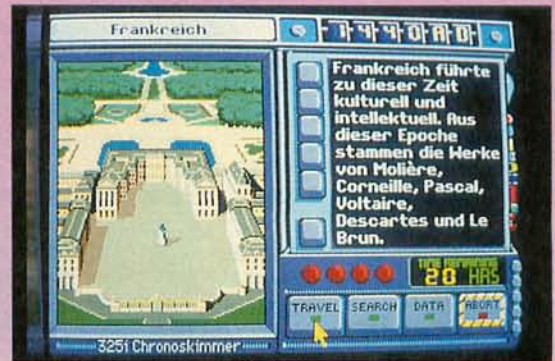 Frankreich
1440AD
Frankreich führte
zu dieser Zeit
kulturell und
intellektuell. Aus
dieser Epoche
stammen die Werke
von Molière,
Corneille, Pascal,
Voltaire,
Descartes und Le
Brun.
TIME REMAINING
20 HRS
TRAVEL SEARCH DATA ABORT
325i Chronoskimmer